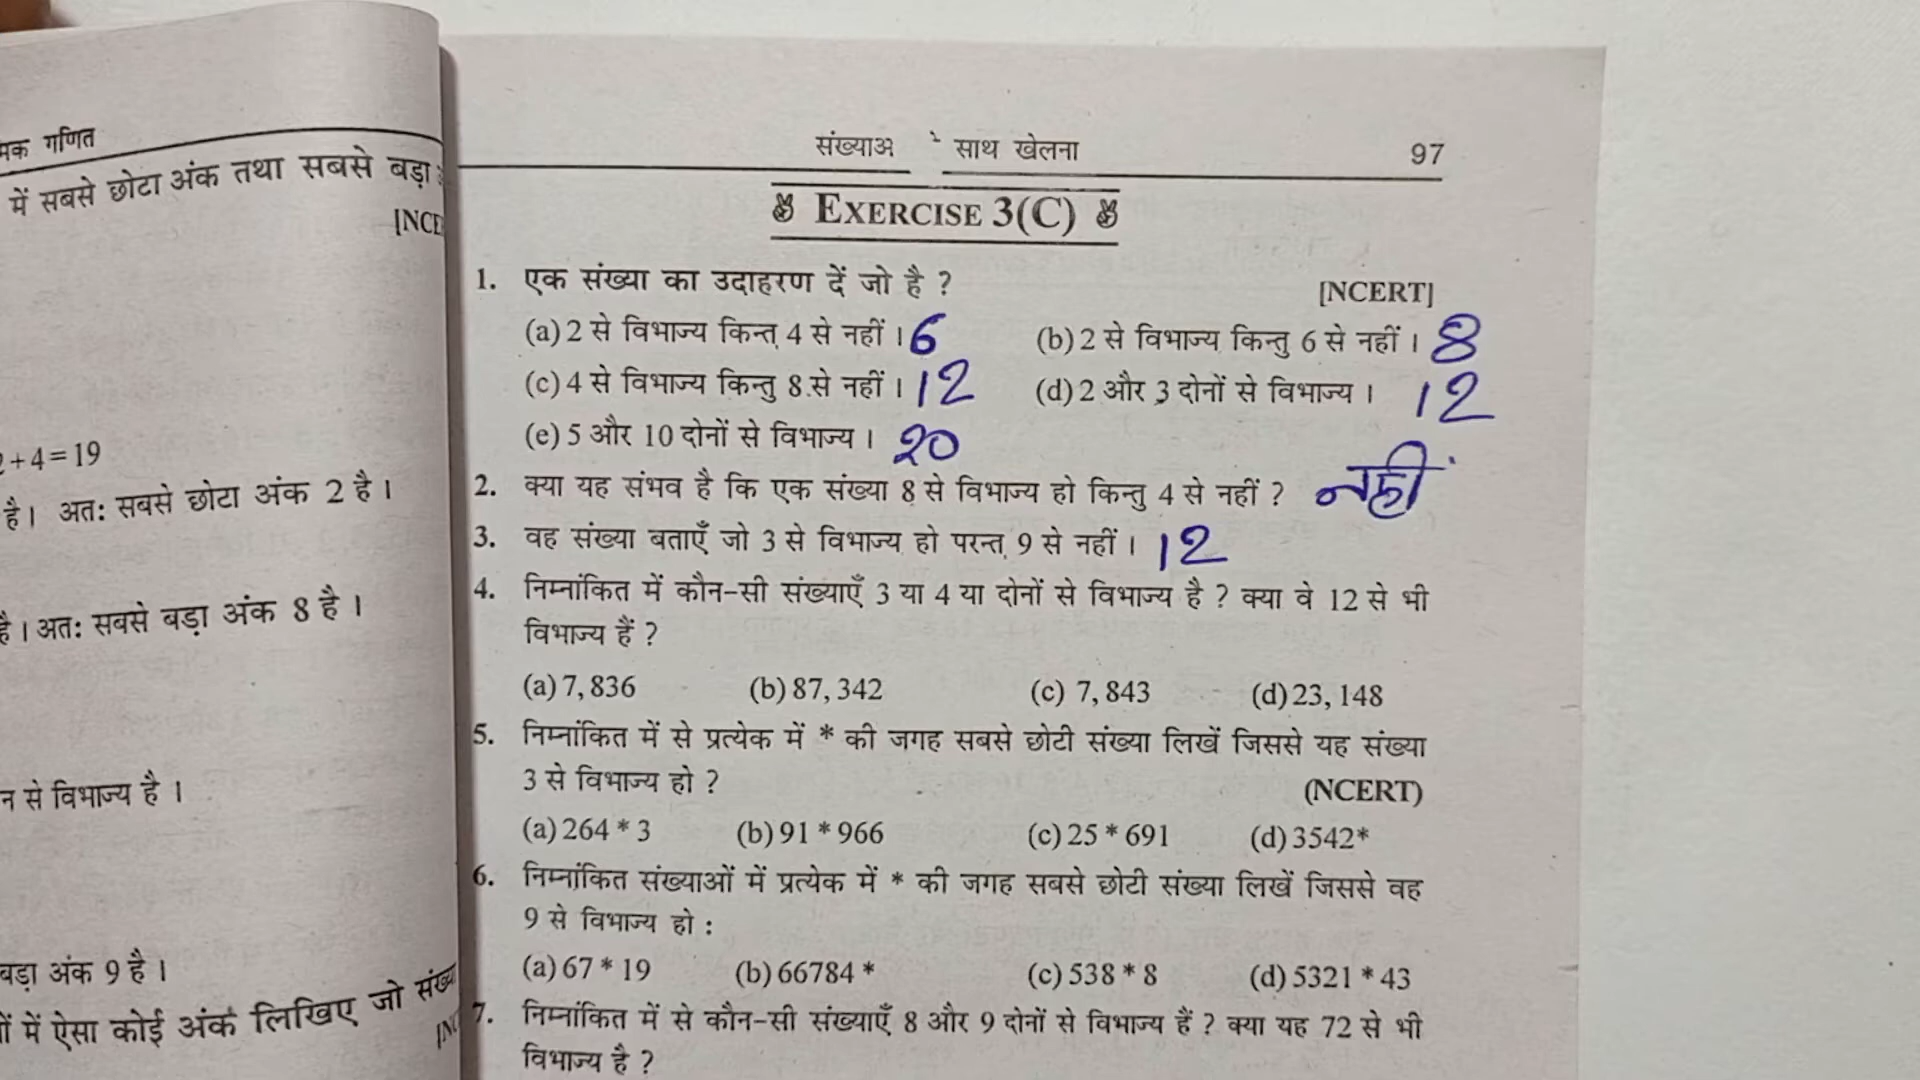 मक गणित
में सबसे छोटा अंक तथा सबसे बड़ा
[NCE
+4=19
है। अत: सबसे छोटा अंक 2 है।
है। अत: सबसे बड़ा अंक 8 है।
न से विभाज्य है।
बड़ा अंक 9 है।
में ऐसा कोई अंक लिखिए जो संख्य
[NC
संख्याअ साथ खेलना 97
EXERCISE 3(C)
1. एक संख्या का उदाहरण दें जो है ? [NCERT]
(a) 2 से विभाज्य किन्त् 4 से नहीं। 6 (b) 2 से विभाज्य किन्तु 6 से नहीं। 8
(c) 4 से विभाज्य किन्तु 8 से नहीं। 12 (d) 2 और 3 दोनों से विभाज्य। 12
(e) 5 और 10 दोनों से विभाज्य। 20
2. क्या यह संभव है कि एक संख्या 8 से विभाज्य हो किन्तु 4 से नहीं ? नहीं
3. वह संख्या बताएँ जो 3 से विभाज्य हो परन्त् 9 से नहीं। 12
4. निम्नांकित में कौन-सी संख्याएँ 3 या 4 या दोनों से विभाज्य है ? क्या वे 12 से भी
विभाज्य हैं ?
(a) 7, 836 (b) 87, 342 (c) 7, 843 (d) 23, 148
5. निम्नांकित में से प्रत्येक में * की जगह सबसे छोटी संख्या लिखें जिससे यह संख्या
3 से विभाज्य हो ? (NCERT)
(a) 264 * 3 (b) 91 * 966 (c) 25 * 691 (d) 3542*
6. निम्नांकित संख्याओं में प्रत्येक में * की जगह सबसे छोटी संख्या लिखें जिससे वह
9 से विभाज्य हो :
(a) 67 * 19 (b) 66784 * (c) 538 * 8 (d) 5321 * 43
7. निम्नांकित में से कौन-सी संख्याएँ 8 और 9 दोनों से विभाज्य हैं ? क्या यह 72 से भी
विभाज्य है ?